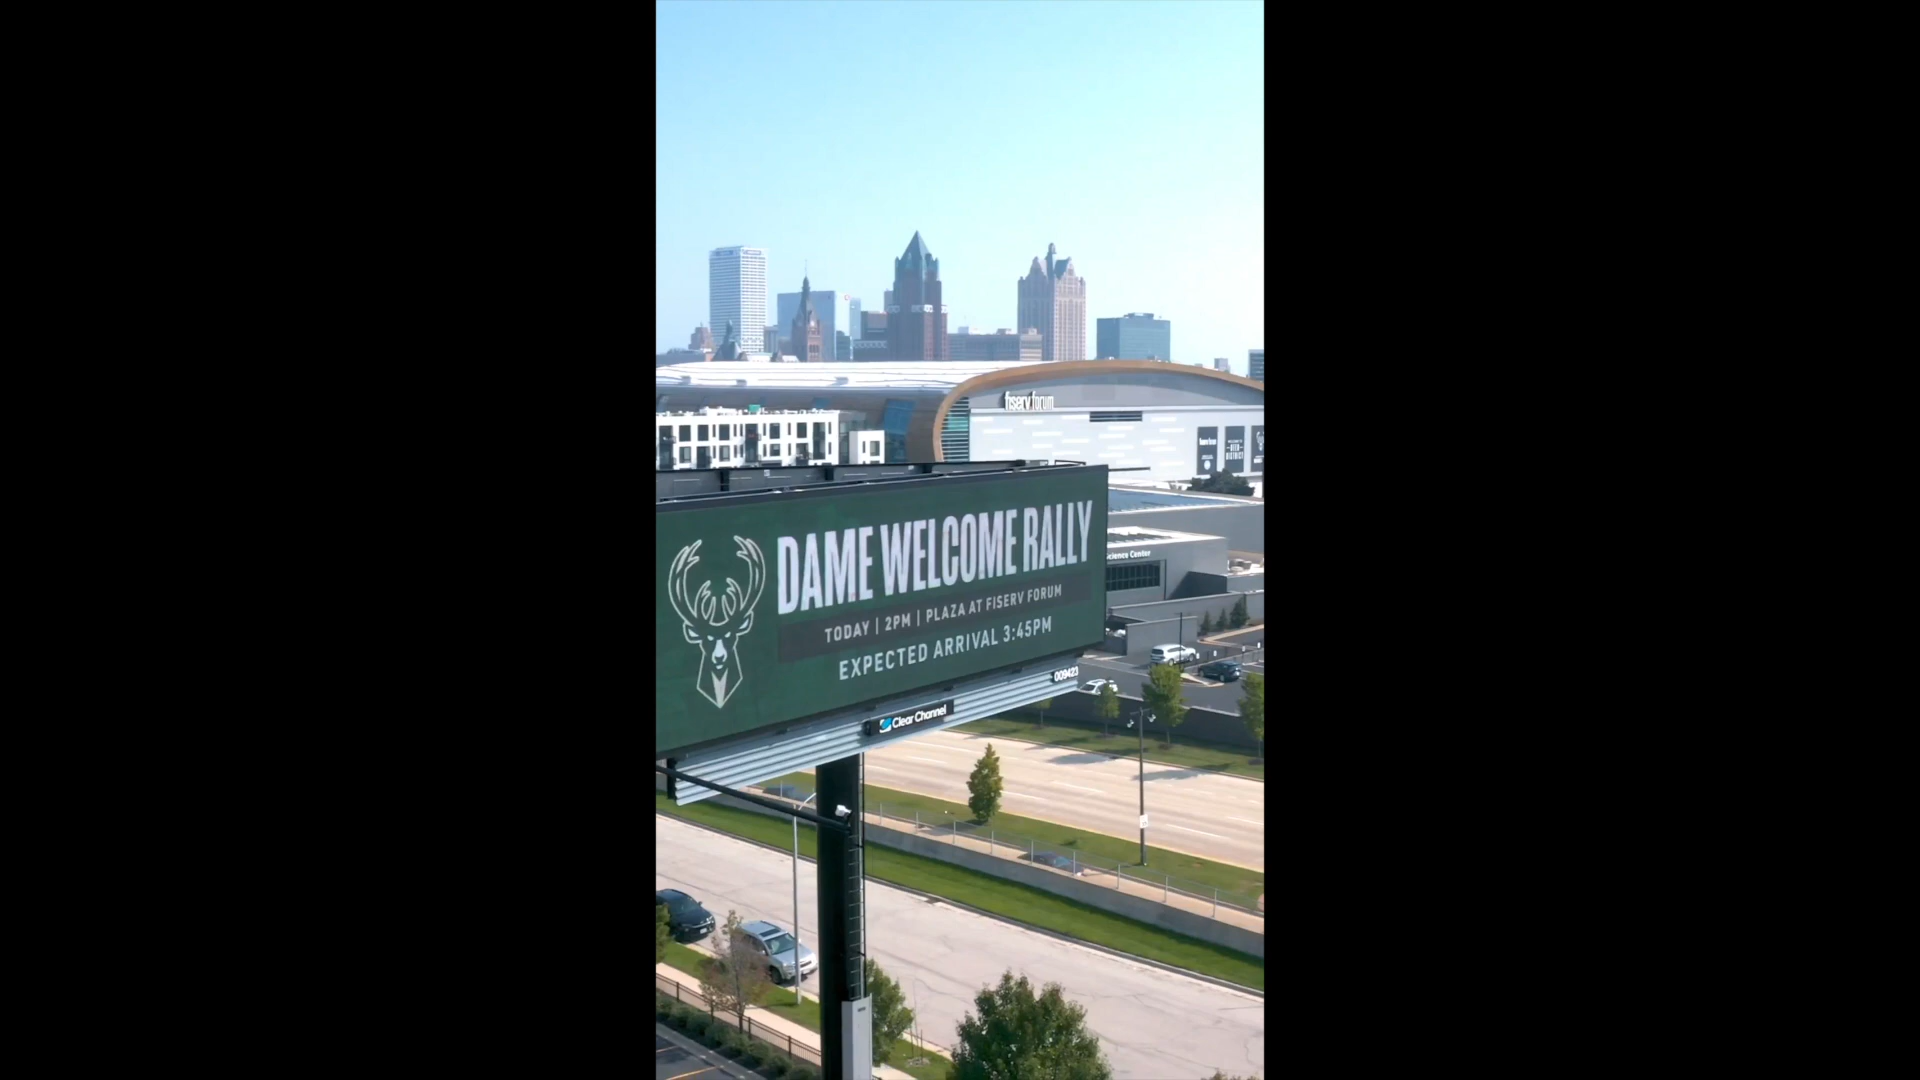 fiserv.forum
DAME WELCOME RALLY
TODAY | 2PM | PLAZA AT FISERV FORUM
EXPECTED ARRIVAL 3:45PM
Science Center
009423
Clear Channel